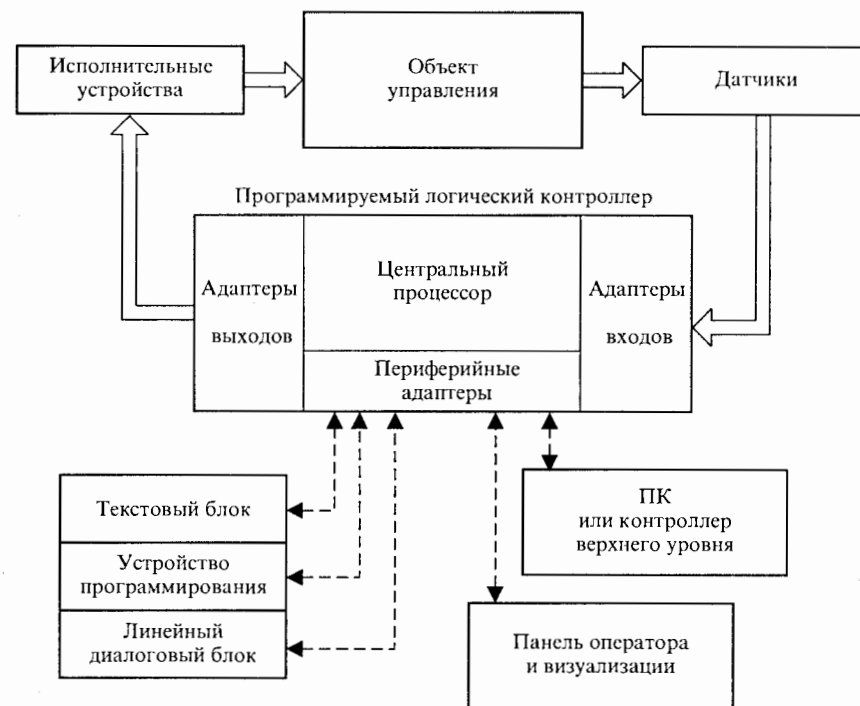 Исполнительные
устройства
Объект
управления
Датчики
Программируемый логический контроллер
Адаптеры
выходов
Центральный
процессор
Адаптеры
входов
Периферийные
адаптеры
Текстовый блок
Устройство
программирования
Линейный
диалоговый блок
ПК
или контроллер
верхнего уровня
Панель оператора
и визуализации